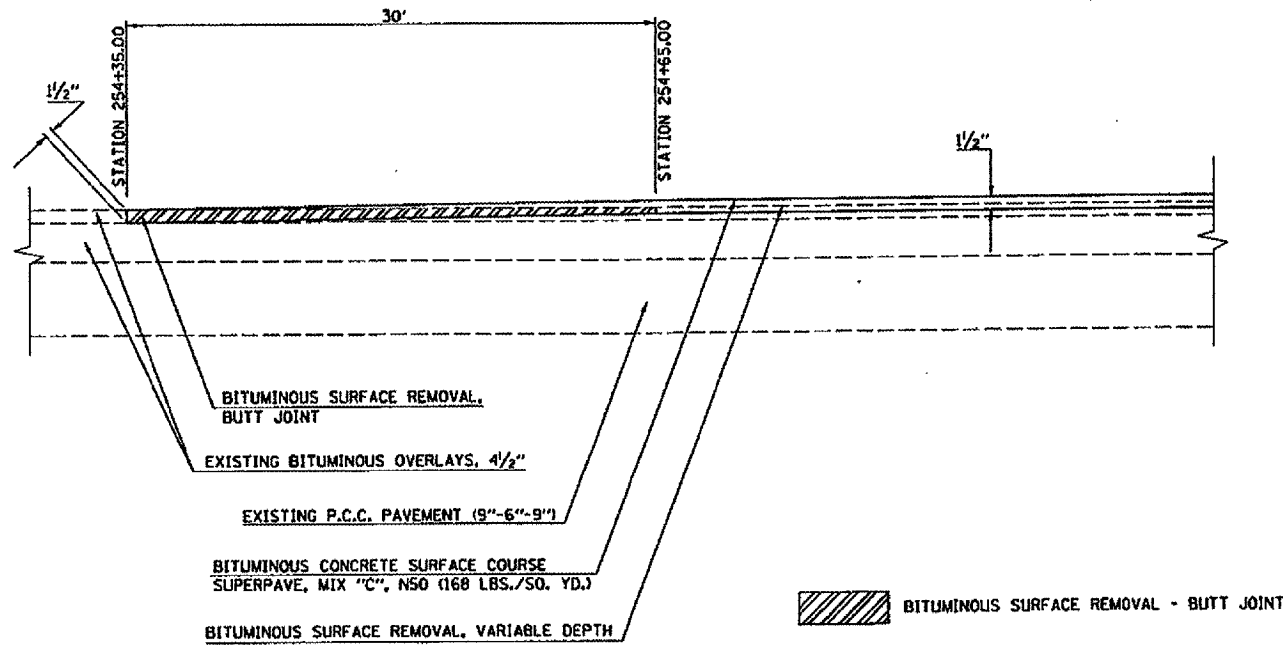 30'
STATION 254+35.00
STATION 254+65.00
1½"
1½"
BITUMINOUS SURFACE REMOVAL,
BUTT JOINT
EXISTING BITUMINOUS OVERLAYS, 4½"
EXISTING P.C.C. PAVEMENT (9"-6"-9")
BITUMINOUS CONCRETE SURFACE COURSE
SUPERPAVE, MIX "C", N50 (168 LBS./SQ. YD.)
BITUMINOUS SURFACE REMOVAL, VARIABLE DEPTH
BITUMINOUS SURFACE REMOVAL - BUTT JOINT